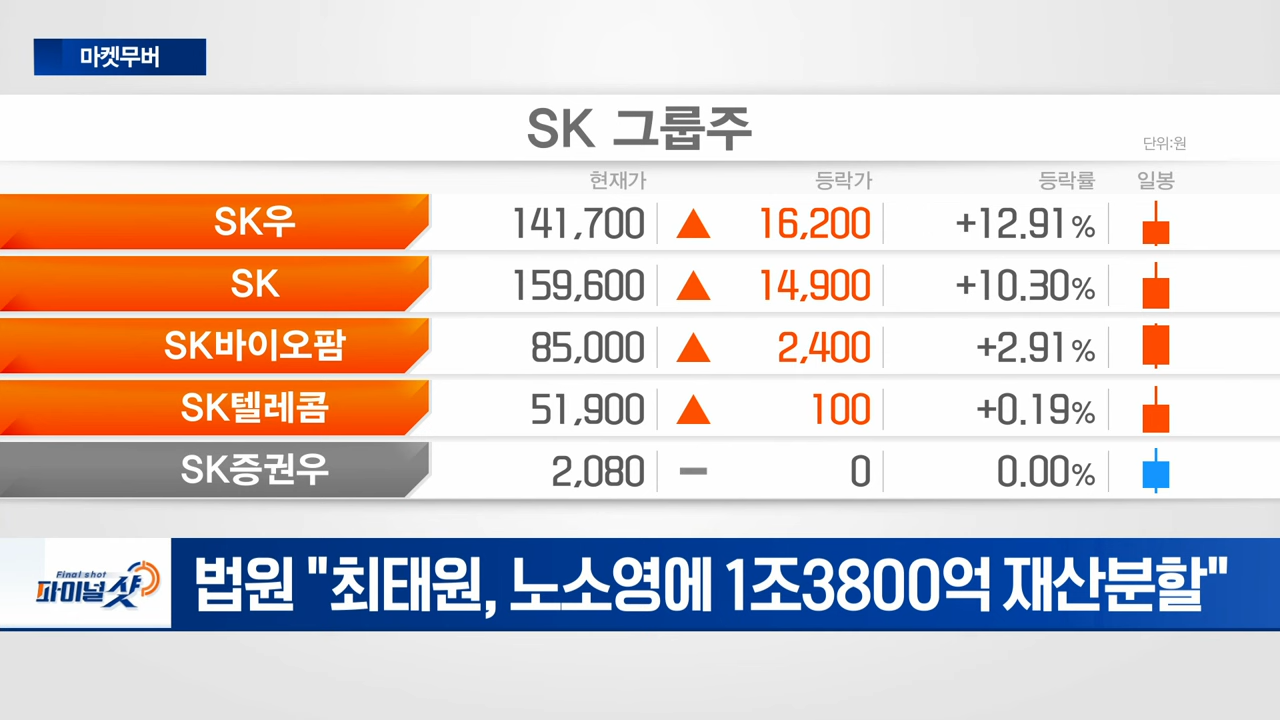 마켓무버
SK 그룹주
단위:원
현재가 등락가 등락률 일봉
SK우 141,700 ▲ 16,200 +12.91%
SK 159,600 ▲ 14,900 +10.30%
SK바이오팜 85,000 ▲ 2,400 +2.91%
SK텔레콤 51,900 ▲ 100 +0.19%
SK증권우 2,080 - 0 0.00%
Final shot
파이널샷
법원 "최태원, 노소영에 1조3800억 재산분할"